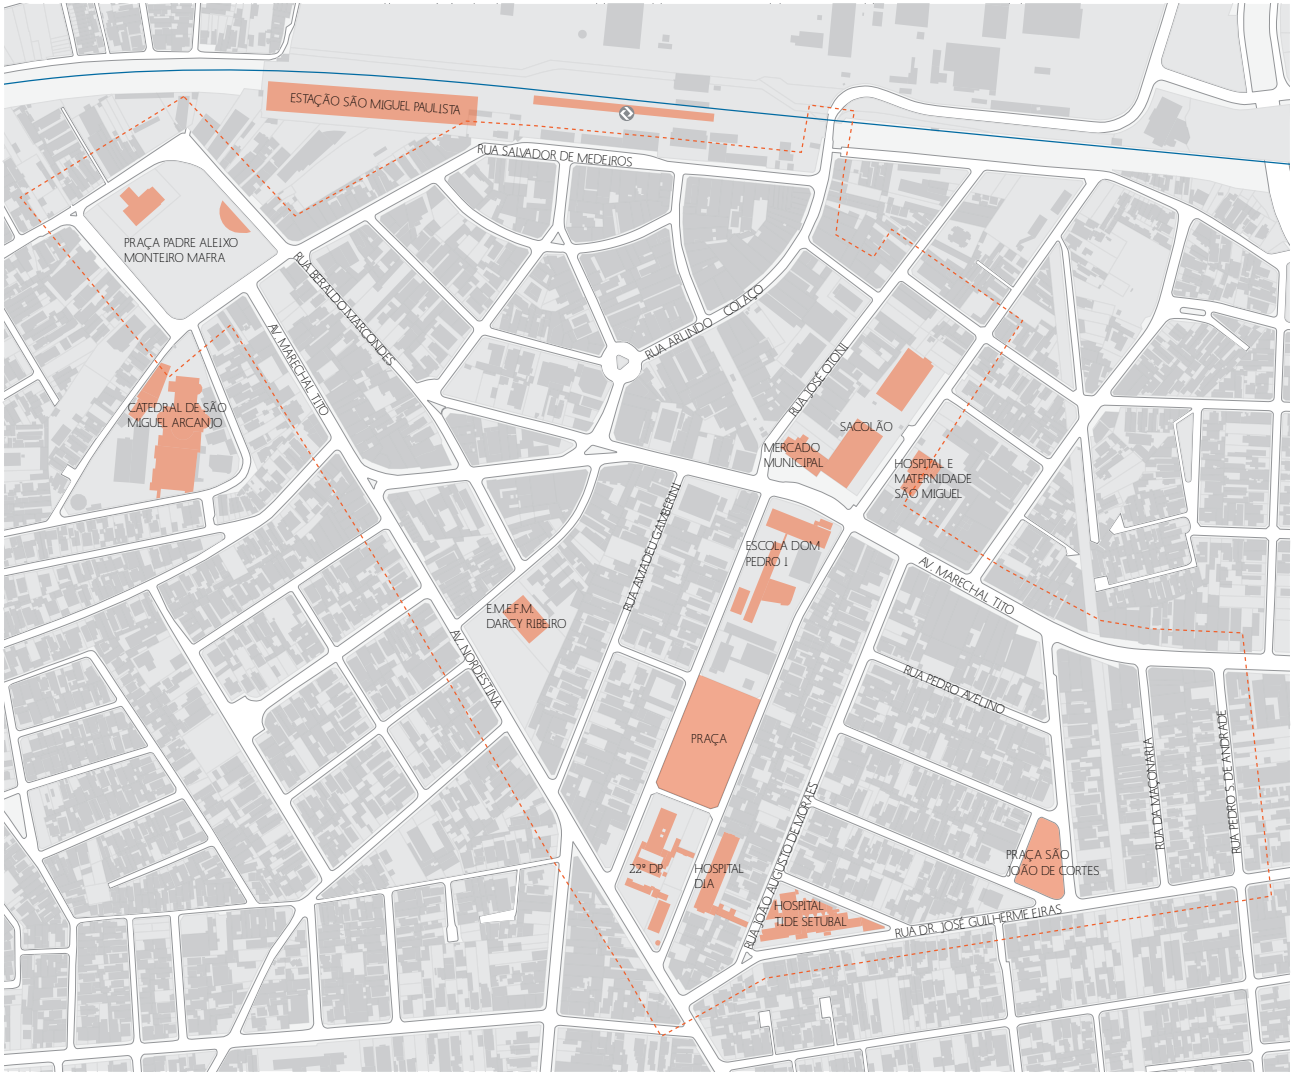 ESTAÇÃO SÃO MIGUEL PAULISTA
RUA SALVADOR DE MEDEIROS
PRAÇA PADRE ALEIXO
MONTEIRO MAFRA
RUA BERALDO MARCONDES
RUA ARLINDO COLAÇO
AV. MARECHAL TITO
RUA JOSÉ OTONI
CATEDRAL DE SÃO
MIGUEL ARCANJO
SACOLÃO
MERCADO
MUNICIPAL
HOSPITAL E
MATERNIDADE
SÃO MIGUEL
RUA AMADEU GAMBERINI
ESCOLA DOM
PEDRO I
AV. MARECHAL TITO
E.M.E.F.M.
DARCY RIBEIRO
AV. NORDESTINA
RUA PEDRO AVELINO
PRAÇA
RUA DA MAÇONARIA
RUA PEDRO S. DE ANDRADE
RUA JOÃO AUGUSTO DE MORAES
PRAÇA SÃO
JOÃO DE CORTES
22º DP
HOSPITAL
DIA
HOSPITAL
TIDE SETUBAL
RUA DR. JOSÉ GUILHERME EIRAS